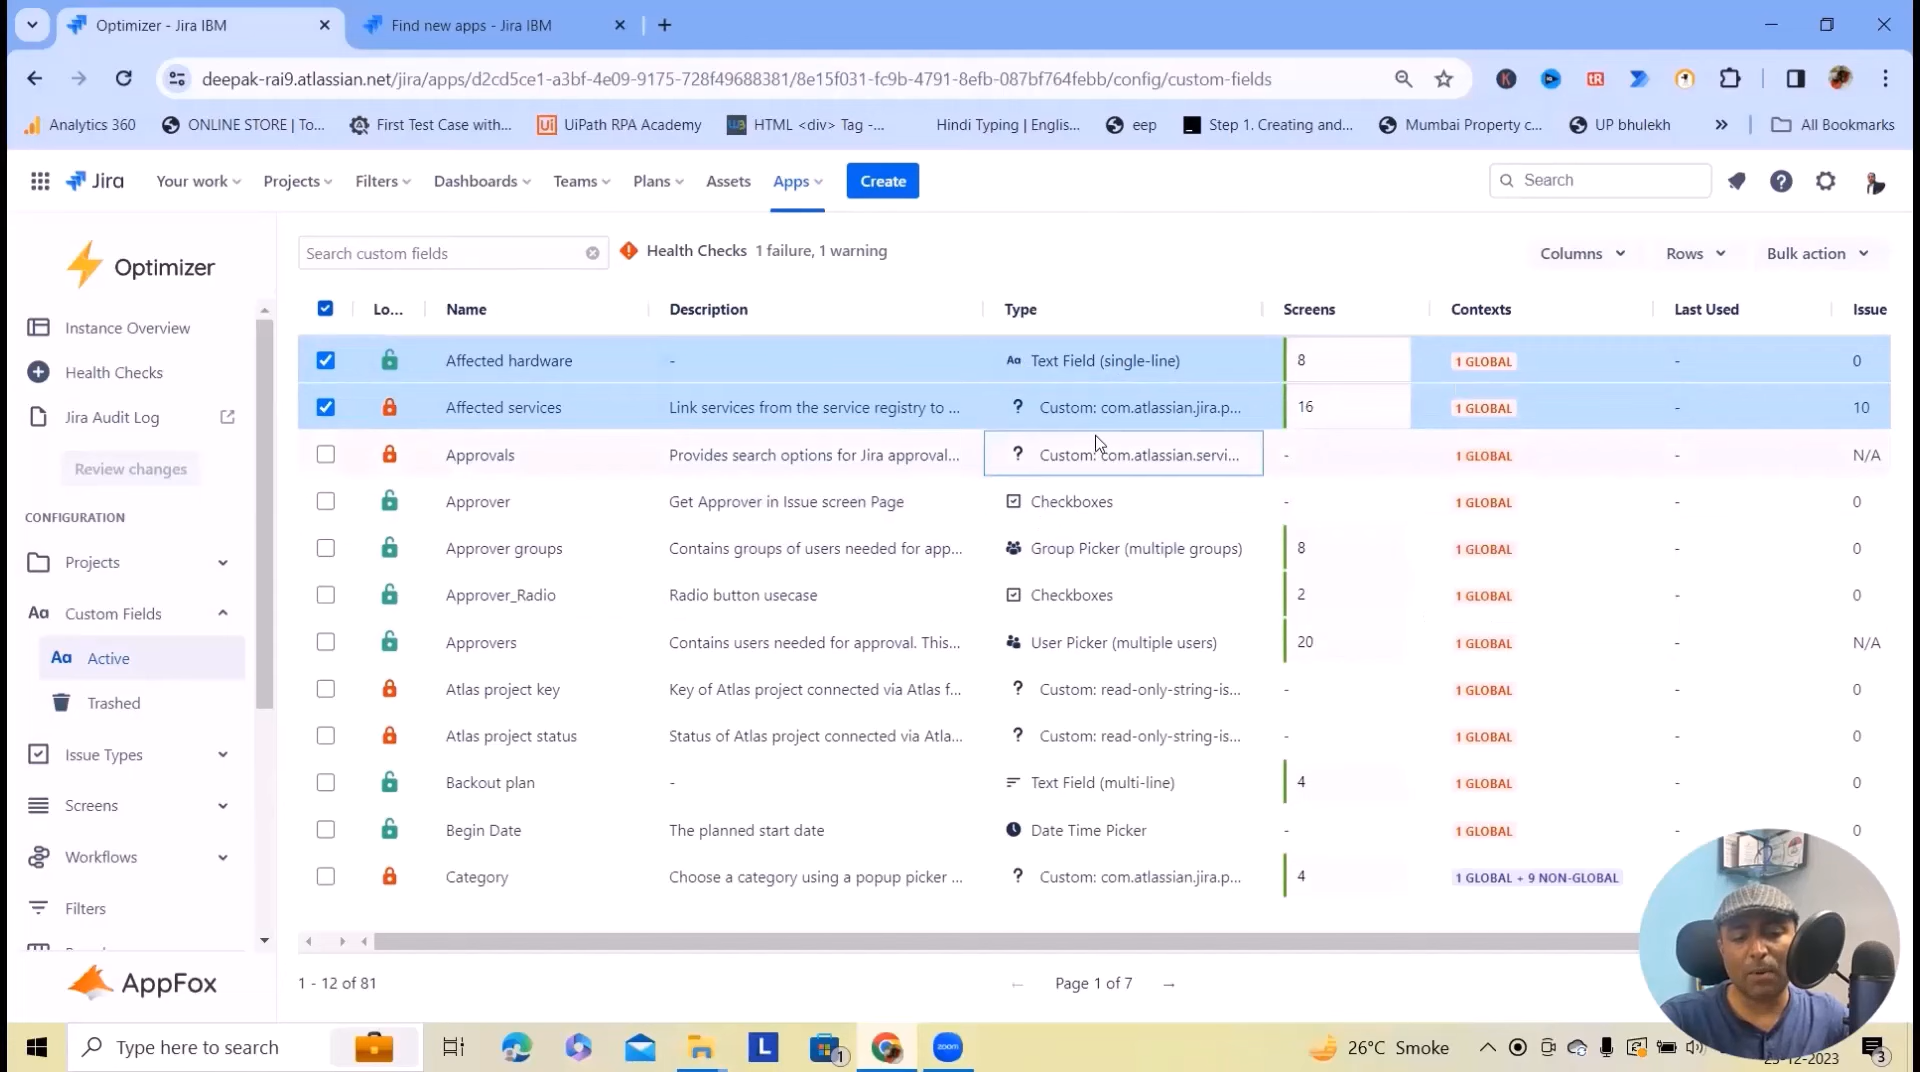 Optimizer - Jira IBM
Find new apps - Jira IBM
deepak-rai9.atlassian.net/jira/apps/d2cd5ce1-a3bf-4e09-9175-728f49688381/8e15f031-fc9b-4791-8efb-087bf764febb/config/custom-fields
Analytics 360 ONLINE STORE | To... First Test Case with... UiPath RPA Academy HTML <div> Tag -... Hindi Typing | Englis... eep Step 1. Creating and... Mumbai Property c... UP bhulekh » All Bookmarks
Jira Your work Projects Filters Dashboards Teams Plans Assets Apps Create Search
Optimizer
Instance Overview
Health Checks
Jira Audit Log
Review changes
CONFIGURATION
Projects
Aa Custom Fields
Aa Active
Trashed
Issue Types
Screens
Workflows
Filters
AppFox
Search custom fields Health Checks 1 failure, 1 warning Columns Rows Bulk action
Lo... Name Description Type Screens Contexts Last Used Issue
Affected hardware - Aa Text Field (single-line) 8 1 GLOBAL - 0
Affected services Link services from the service registry to ... ? Custom: com.atlassian.jira.p... 16 1 GLOBAL - 10
Approvals Provides search options for Jira approval... ? Custom: com.atlassian.servi... - 1 GLOBAL - N/A
Approver Get Approver in Issue screen Page Checkboxes - 1 GLOBAL - 0
Approver groups Contains groups of users needed for app... Group Picker (multiple groups) 8 1 GLOBAL - 0
Approver_Radio Radio button usecase Checkboxes 2 1 GLOBAL - 0
Approvers Contains users needed for approval. This... User Picker (multiple users) 20 1 GLOBAL - N/A
Atlas project key Key of Atlas project connected via Atlas f... ? Custom: read-only-string-is... - 1 GLOBAL - 0
Atlas project status Status of Atlas project connected via Atla... ? Custom: read-only-string-is... - 1 GLOBAL - 0
Backout plan - Text Field (multi-line) 4 1 GLOBAL - 0
Begin Date The planned start date Date Time Picker - 1 GLOBAL - 0
Category Choose a category using a popup picker ... ? Custom: com.atlassian.jira.p... 4 1 GLOBAL + 9 NON-GLOBAL
1 - 12 of 81 ← Page 1 of 7 →
Type here to search L 1 zoom 26°C Smoke 23-12-2023 3